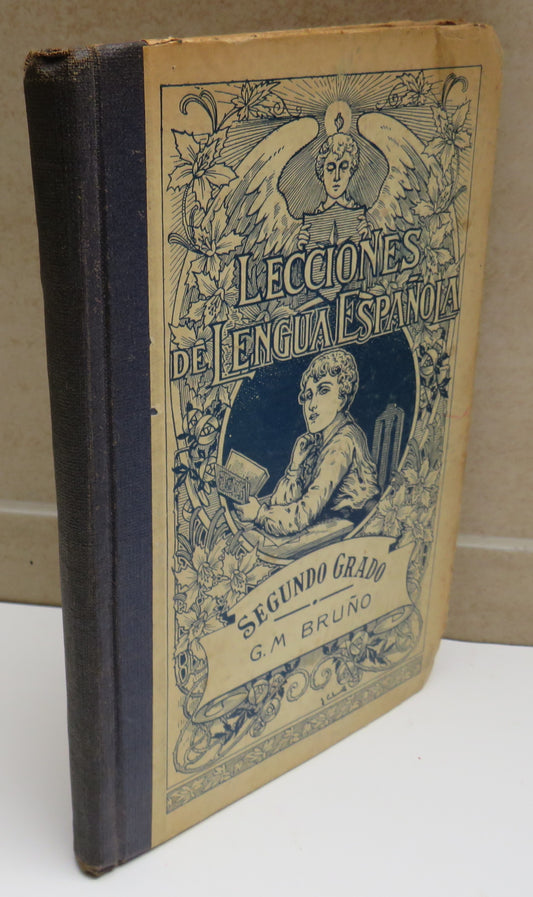 LECCIONES
DE LENGUA ESPAÑOLA
SEGUNDO GRADO
G.M BRUÑO